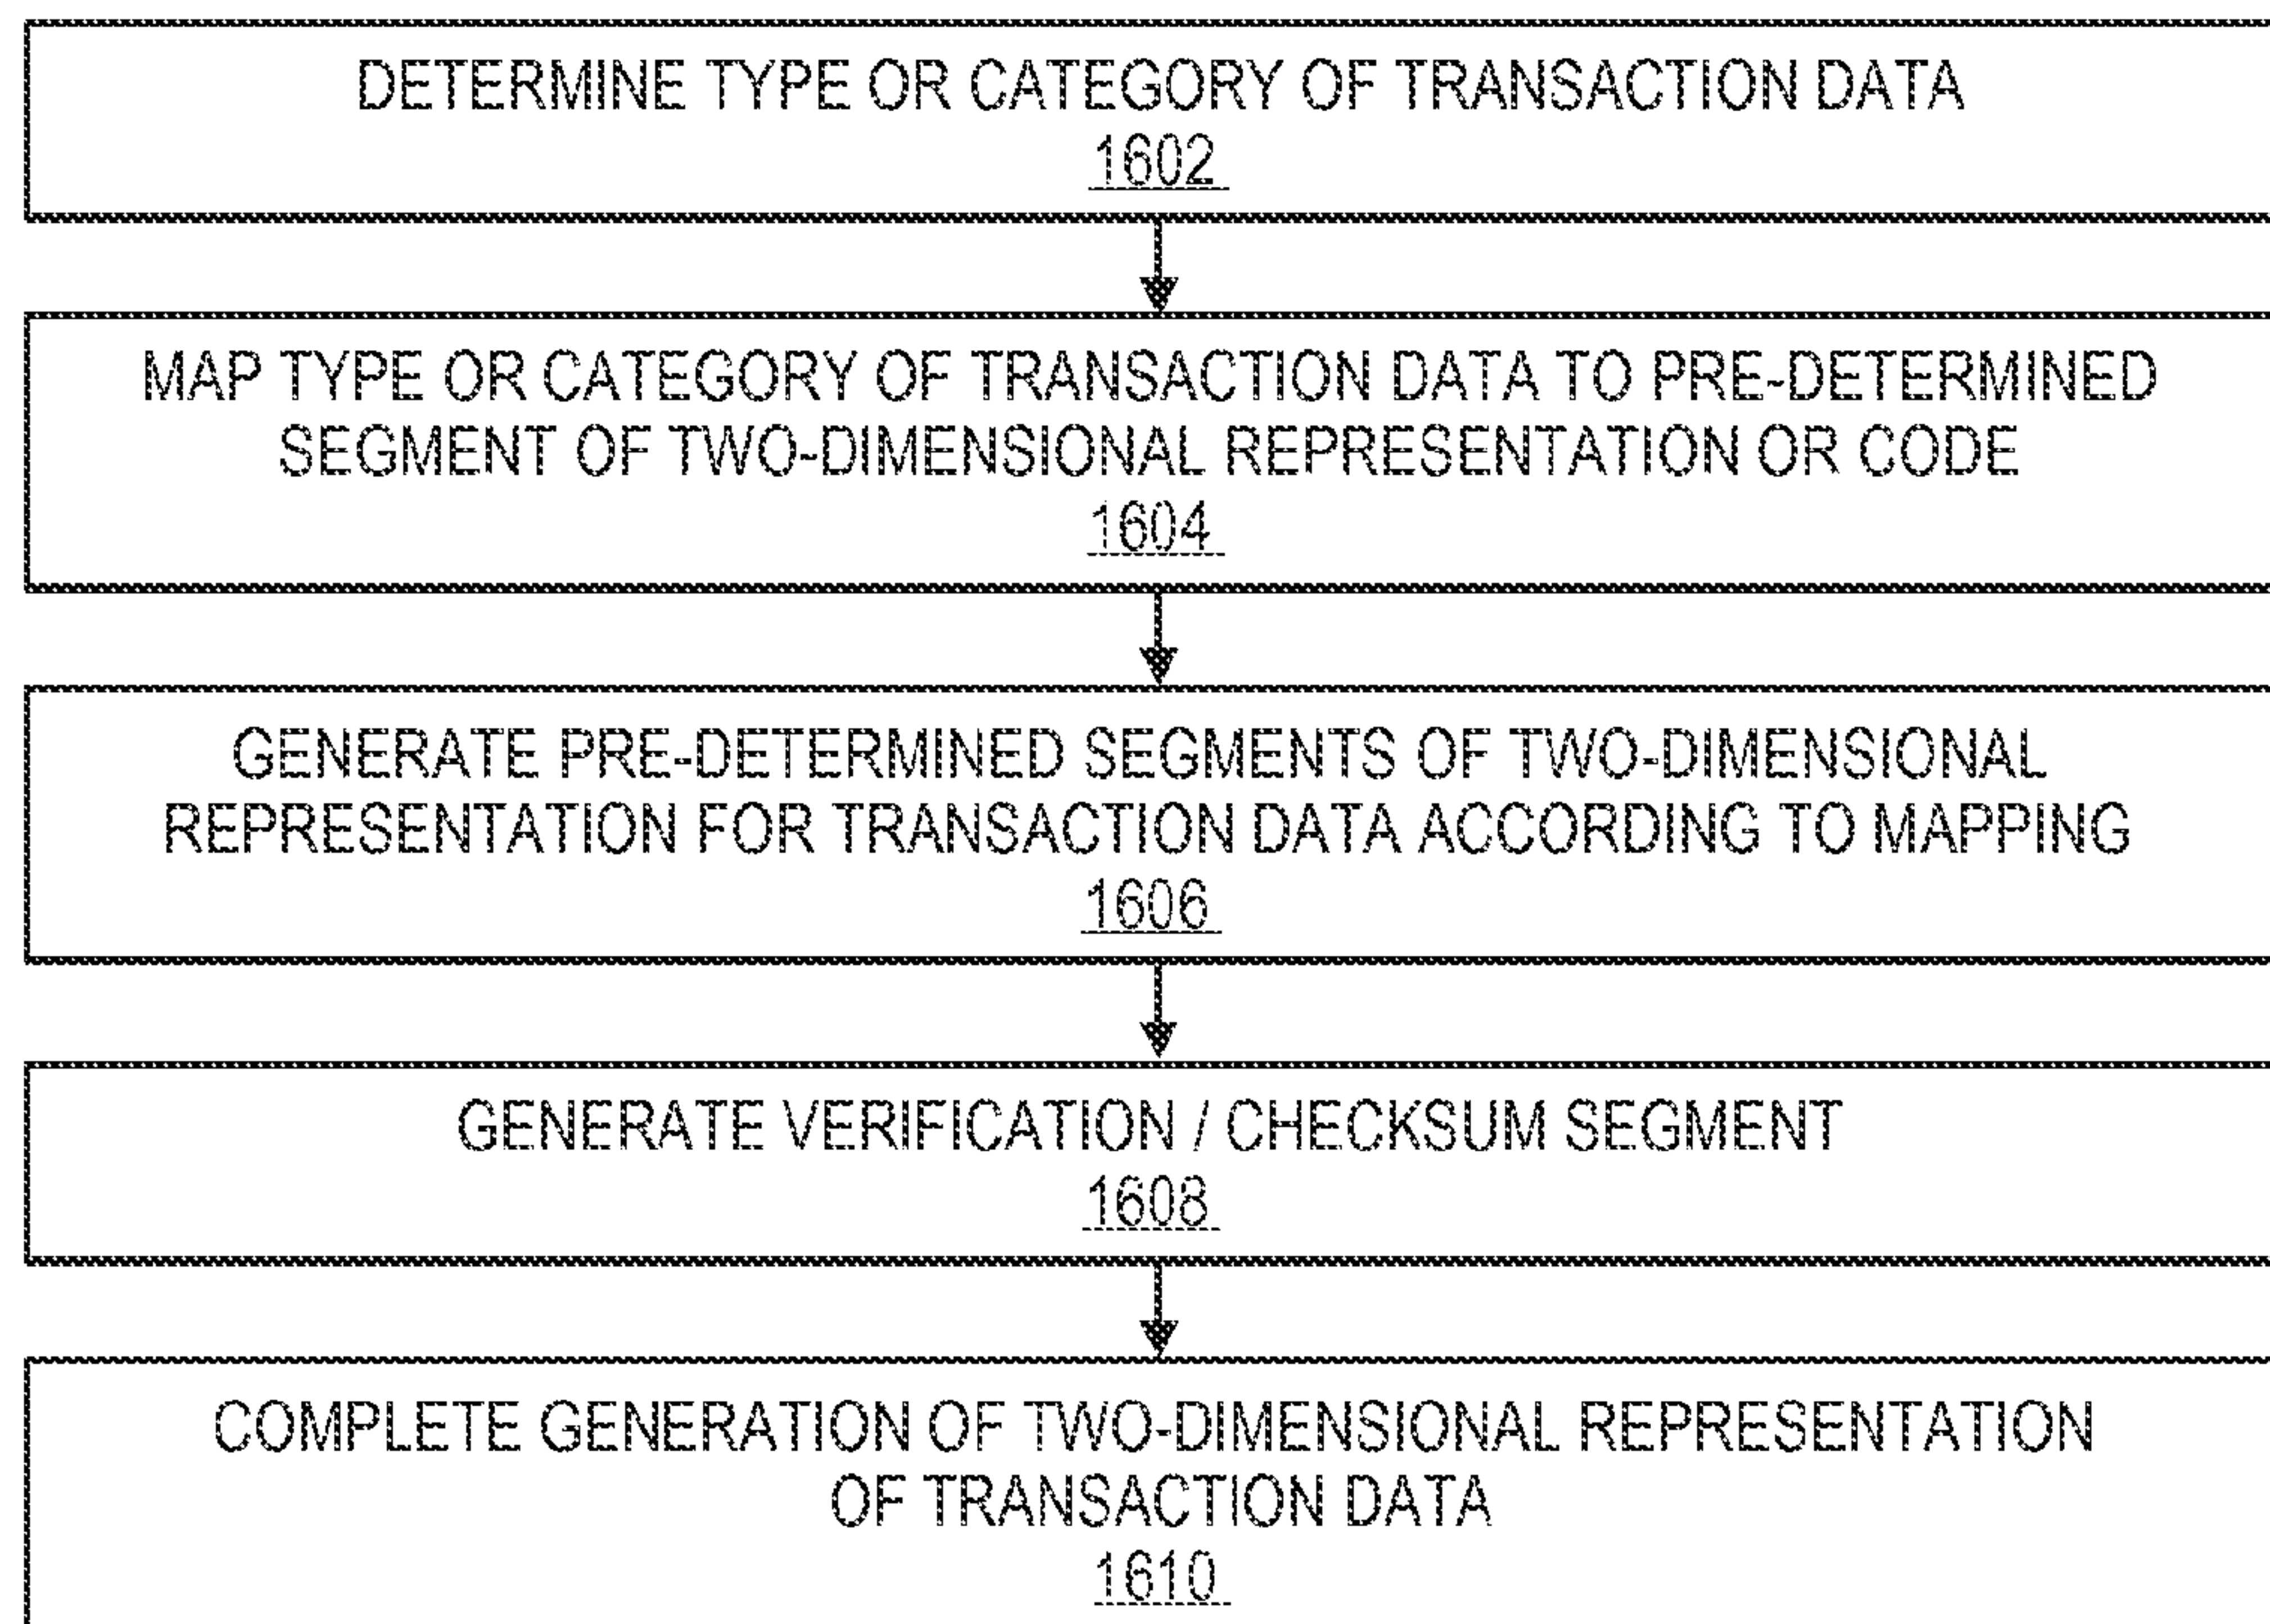 DETERMINE TYPE OR CATEGORY OF TRANSACTION DATA
1602
MAP TYPE OR CATEGORY OF TRANSACTION DATA TO PRE-DETERMINED
SEGMENT OF TWO-DIMENSIONAL REPRESENTATION OR CODE
1604
GENERATE PRE-DETERMINED SEGMENTS OF TWO-DIMENSIONAL
REPRESENTATION FOR TRANSACTION DATA ACCORDING TO MAPPING
1606
GENERATE VERIFICATION / CHECKSUM SEGMENT
1608
COMPLETE GENERATION OF TWO-DIMENSIONAL REPRESENTATION
OF TRANSACTION DATA
1610